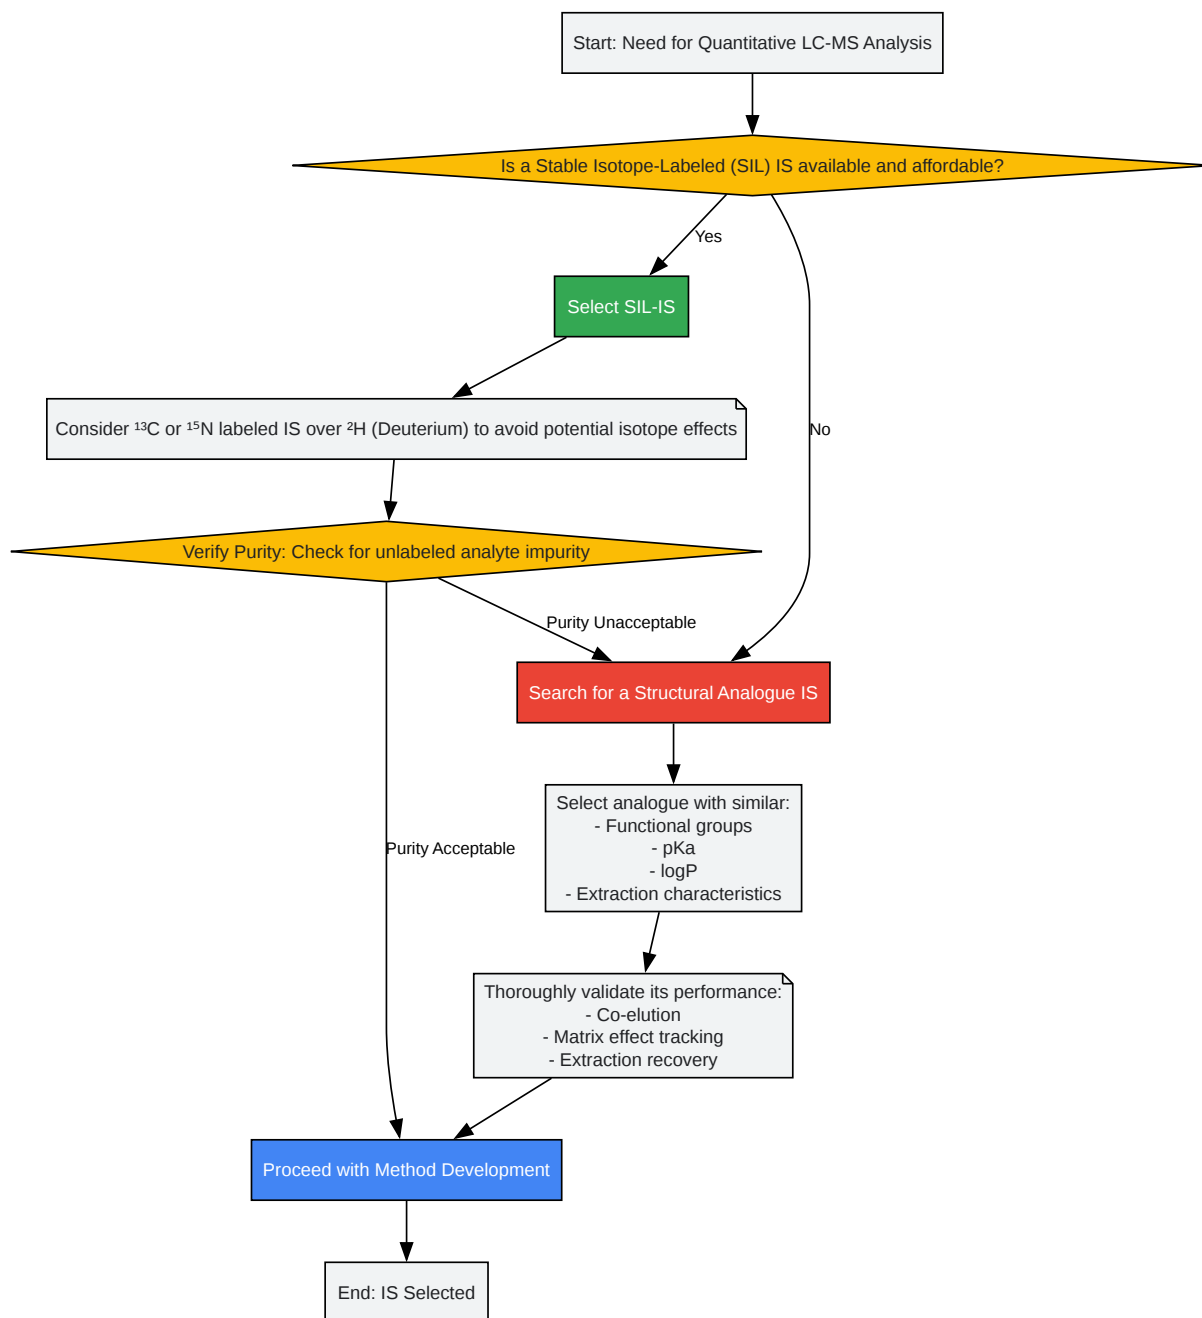 Start: Need for Quantitative LC-MS Analysis
Is a Stable Isotope-Labeled (SIL) IS available and affordable?
Yes
Select SIL-IS
Consider ¹³C or ¹⁵N labeled IS over ²H (Deuterium) to avoid potential isotope effects
No
Verify Purity: Check for unlabeled analyte impurity
Purity Unacceptable
Search for a Structural Analogue IS
Select analogue with similar:
- Functional groups
- pKa
- logP
- Extraction characteristics
Purity Acceptable
Thoroughly validate its performance:
- Co-elution
- Matrix effect tracking
- Extraction recovery
Proceed with Method Development
End: IS Selected